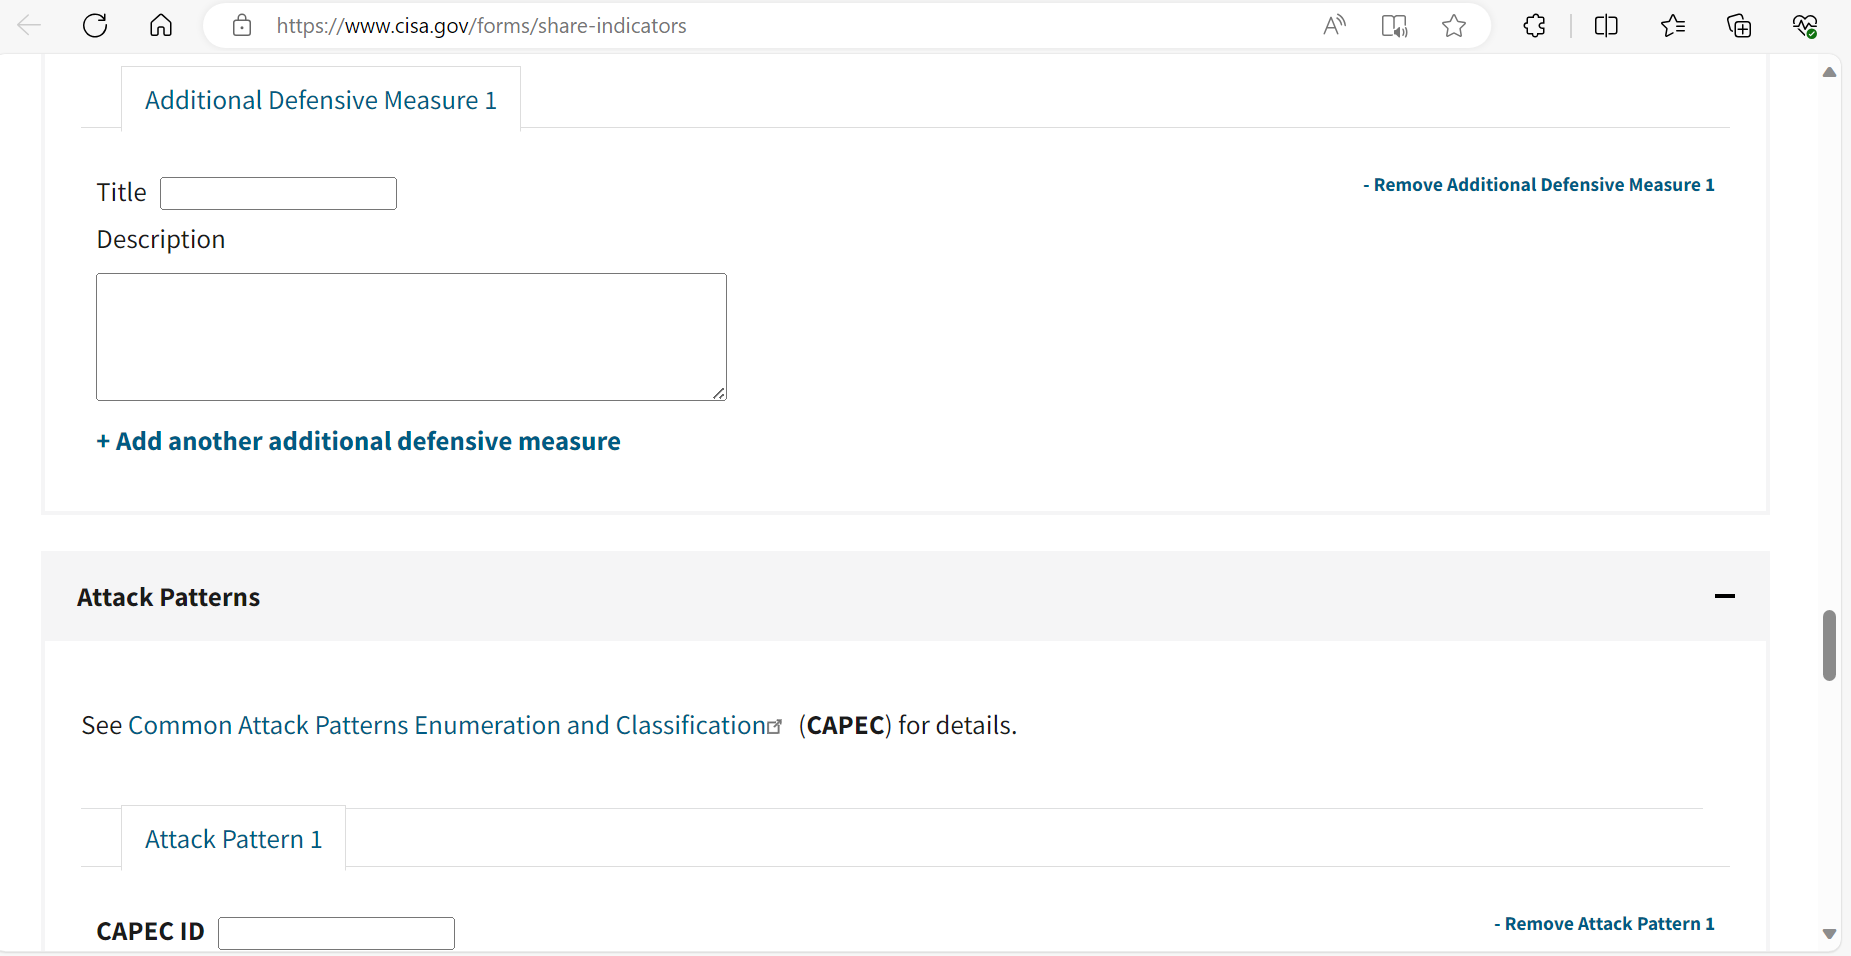 https://www.cisa.gov/forms/share-indicators
Additional Defensive Measure 1
Title
- Remove Additional Defensive Measure 1
Description
+ Add another additional defensive measure
Attack Patterns
See Common Attack Patterns Enumeration and Classification (CAPEC) for details.
Attack Pattern 1
CAPEC ID
- Remove Attack Pattern 1